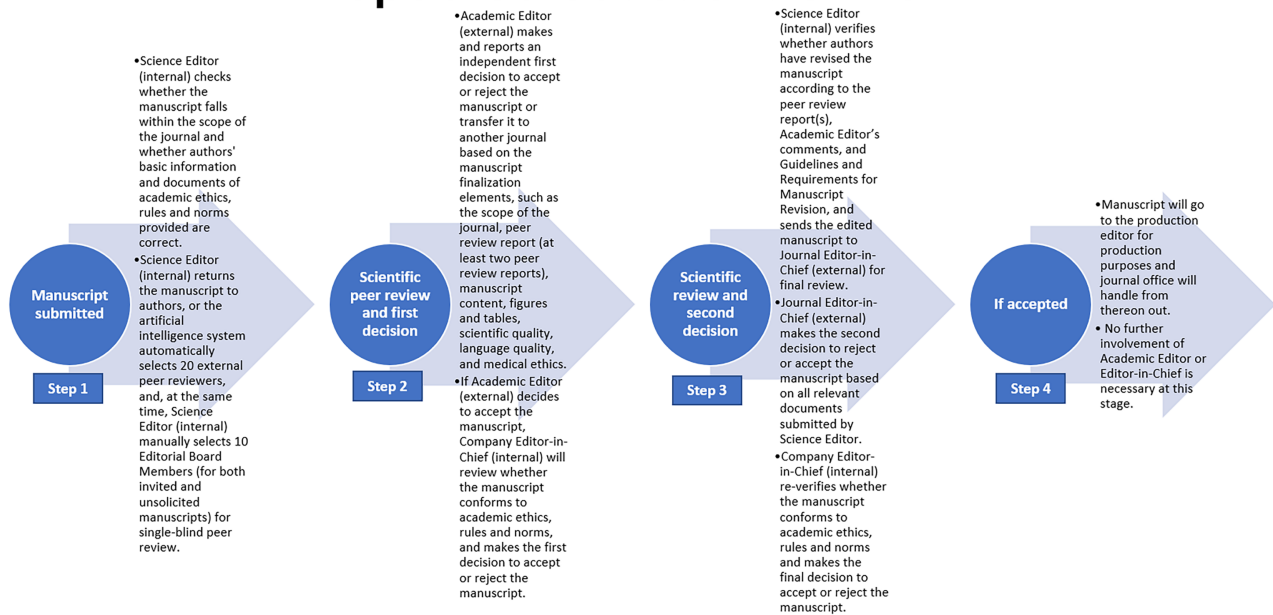 Manuscript
submitted
Step 1
•Science Editor
(internal) checks
whether the
manuscript falls
within the scope of
the journal and
whether authors'
basic information
and documents of
academic ethics,
rules and norms
provided are
correct.
•Science Editor
(internal) returns
the manuscript to
authors, or the
artificial
intelligence system
automatically
selects 20 external
peer reviewers,
and, at the same
time, Science
Editor (internal)
manually selects 10
Editorial Board
Members (for both
invited and
unsolicited
manuscripts) for
single-blind peer
review.
Scientific
peer review
and first
decision
Step 2
•Academic Editor
(external) makes
and reports an
independent first
decision to accept
or reject the
manuscript or
transfer it to
another journal
based on the
manuscript
finalization
elements, such as
the scope of the
journal, peer
review report (at
least two peer
review reports),
manuscript
content, figures
and tables,
scientific quality,
language quality,
and medical ethics.
•If Academic Editor
(external) decides
to accept the
manuscript,
Company Editor-in-
Chief (internal) will
review whether
the manuscript
conforms to
academic ethics,
rules and norms,
and makes the first
decision to accept
or reject the
manuscript.
Scientific
review and
second
decision
Step 3
•Science Editor
(internal) verifies
whether authors
have revised the
manuscript
according to the
peer review
report(s),
Academic Editor's
comments, and
Guidelines and
Requirements for
Manuscript
Revision, and
sends the edited
manuscript to
Journal Editor-in-
Chief (external) for
final review.
•Journal Editor-in-
Chief (external)
makes the second
decision to reject
or accept the
manuscript based
on all relevant
documents
submitted by
Science Editor.
•Company Editor-
in-Chief (internal)
re-verifies whether
the manuscript
conforms to
academic ethics,
rules and norms
and makes the
final decision to
accept or reject the
manuscript.
If accepted
Step 4
•Manuscript will go
to the production
editor for
production
purposes and
journal office will
handle from
thereon out.
• No further
involvement of
Academic Editor or
Editor-in-Chief is
necessary at this
stage.